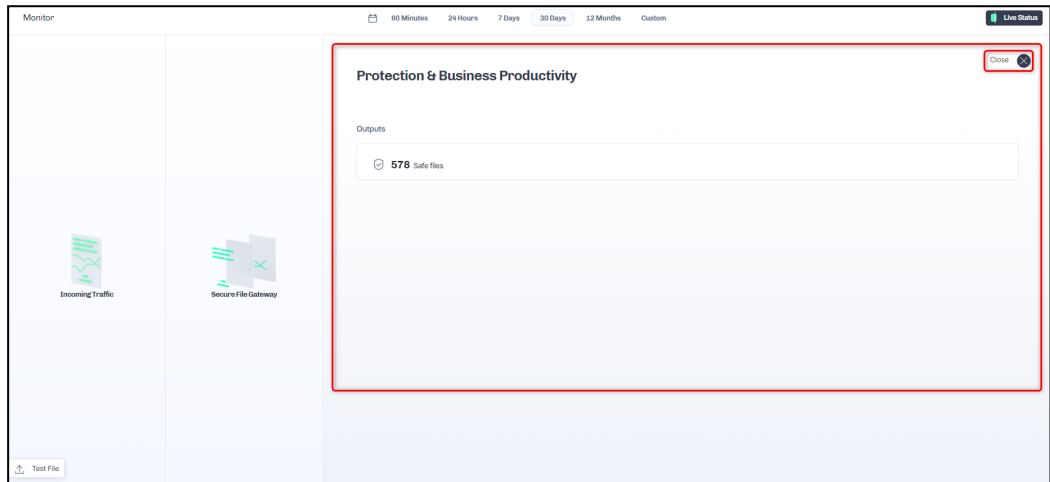 Monitor
60 Minutes 24 Hours 7 Days 30 Days 12 Months Custom
Live Status
Close
Protection & Business Productivity
Outputs
578 Safe files
Incoming Traffic
Secure File Gateway
Test File